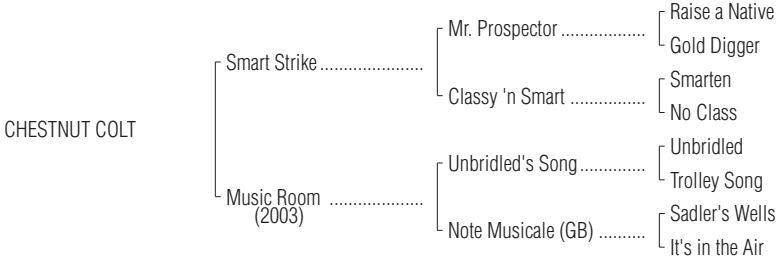 Raise a Native
Mr. Prospector ..................
Gold Digger
Smart Strike ......................
Smarten
Classy 'n Smart ................
No Class
CHESTNUT COLT
Unbridled
Unbridled's Song ..............
Trolley Song
Music Room ....................
(2003)
Sadler's Wells
Note Musicale (GB) ..........
It's in the Air